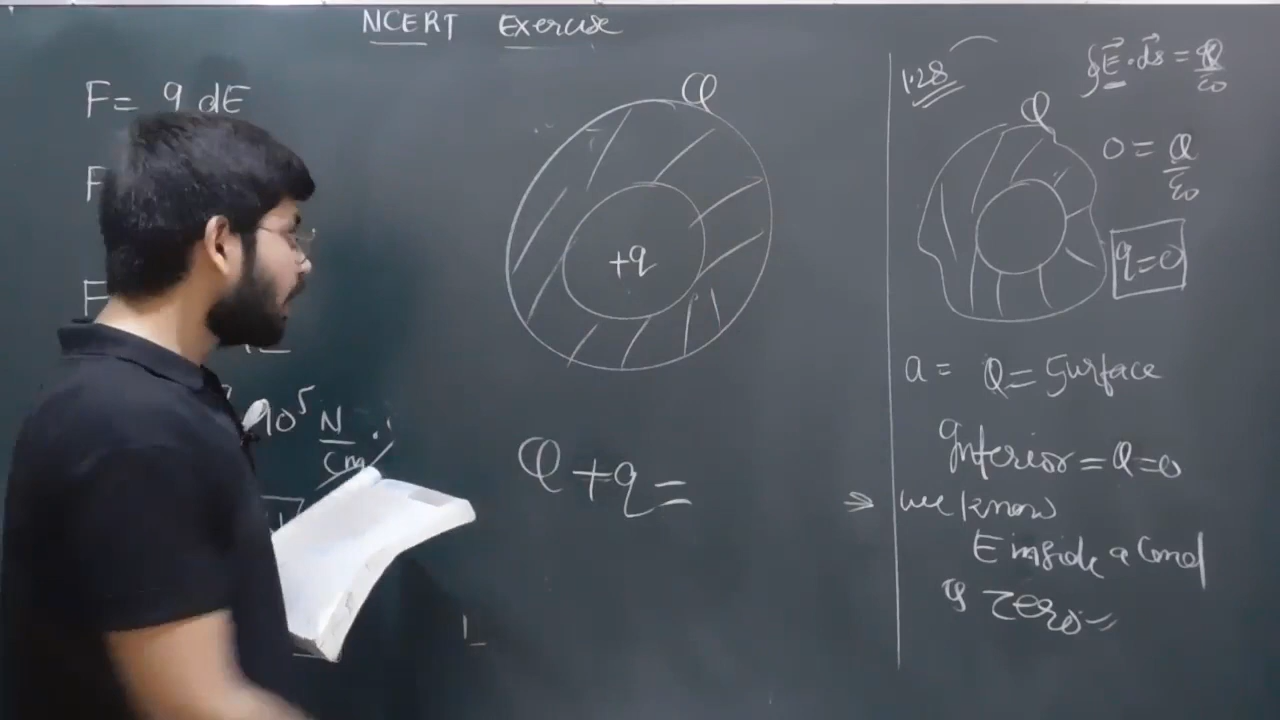 NCERT Exercise
F = q dE
F
F
10⁵ N/cm
Q
+q
Q + q =
1.28
∮E⃗·ds⃗ = Q/ε₀
Q
0 = Q/ε₀
q=0
a = Q = Surface
Interior = Q = 0
we know
E inside a Cond
is zero